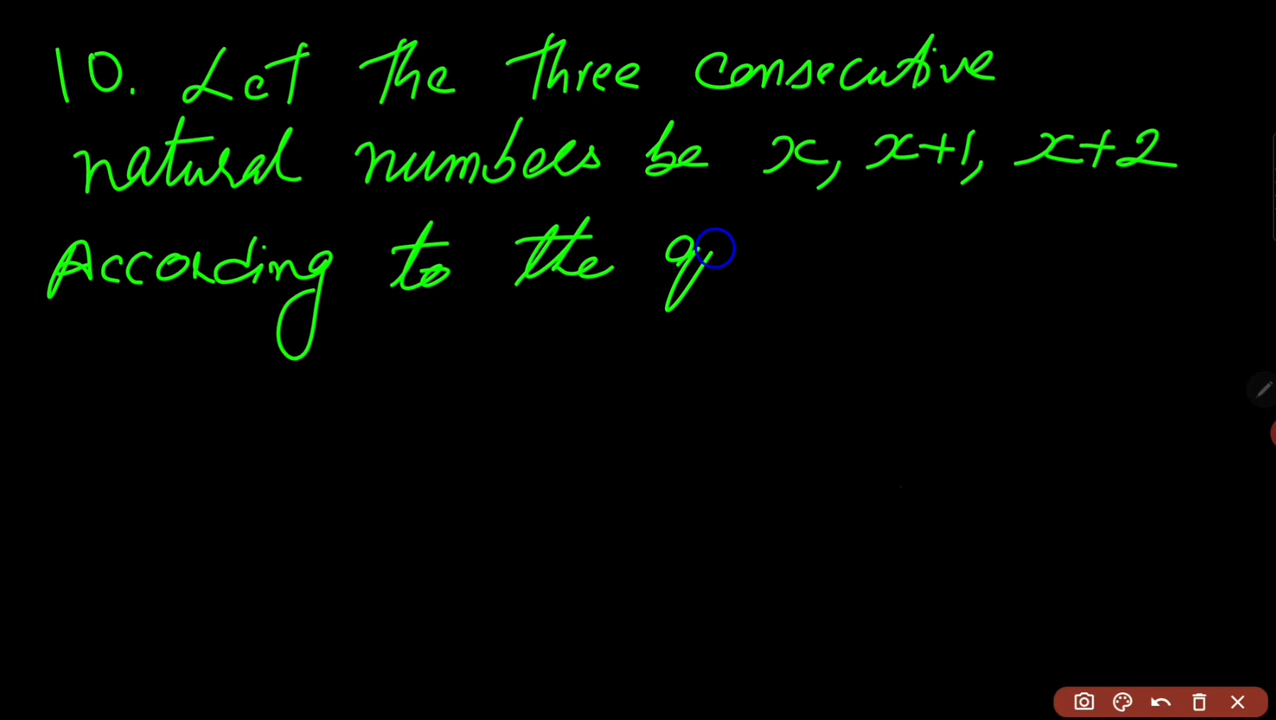 10. Let the three consecutive
natural numbers be x, x+1, x+2
According to the q